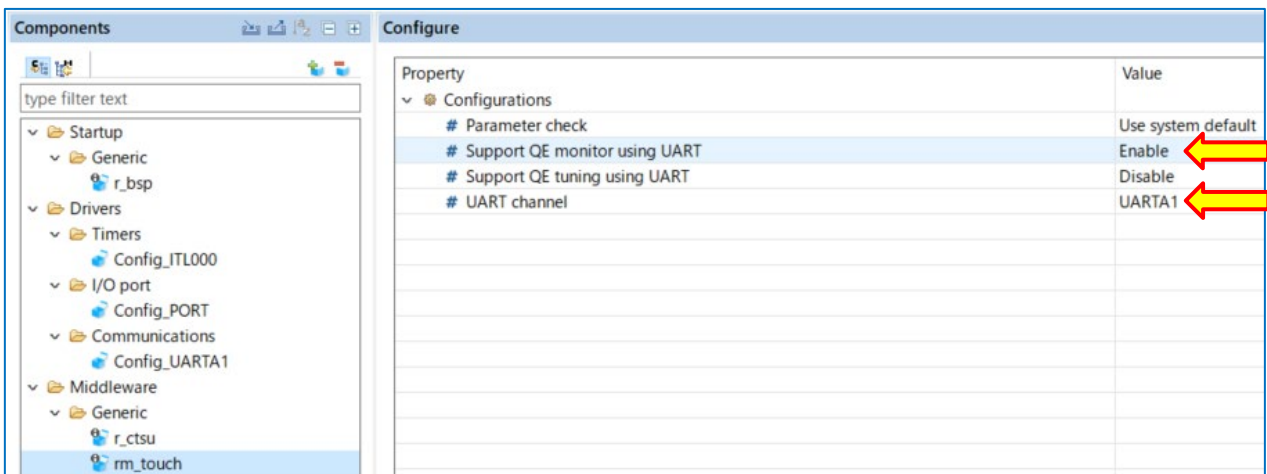 Components
type filter text
Startup
Generic
r_bsp
Drivers
Timers
Config_ITL000
I/O port
Config_PORT
Communications
Config_UARTA1
Middleware
Generic
r_ctsu
rm_touch
Configure
Property Value
Configurations
# Parameter check Use system default
# Support QE monitor using UART Enable
# Support QE tuning using UART Disable
# UART channel UARTA1